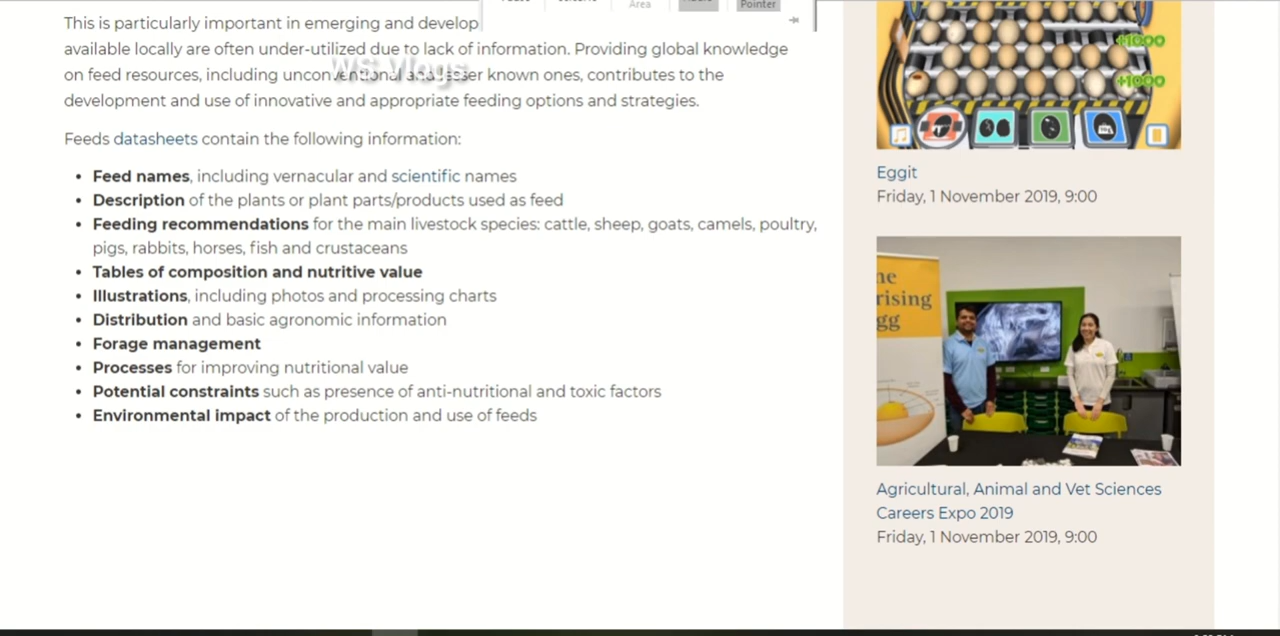 This is particularly important in emerging and develop
available locally are often under-utilized due to lack of information. Providing global knowledge
on feed resources, including unconventional and lesser known ones, contributes to the
development and use of innovative and appropriate feeding options and strategies.
WS Vlogs
Feeds datasheets contain the following information:
• Feed names, including vernacular and scientific names
• Description of the plants or plant parts/products used as feed
• Feeding recommendations for the main livestock species: cattle, sheep, goats, camels, poultry,
pigs, rabbits, horses, fish and crustaceans
• Tables of composition and nutritive value
• Illustrations, including photos and processing charts
• Distribution and basic agronomic information
• Forage management
• Processes for improving nutritional value
• Potential constraints such as presence of anti-nutritional and toxic factors
• Environmental impact of the production and use of feeds
Area
Pointer
+1000
+1000
Eggit
Friday, 1 November 2019, 9:00
ne
rising
gg
Agricultural, Animal and Vet Sciences
Careers Expo 2019
Friday, 1 November 2019, 9:00